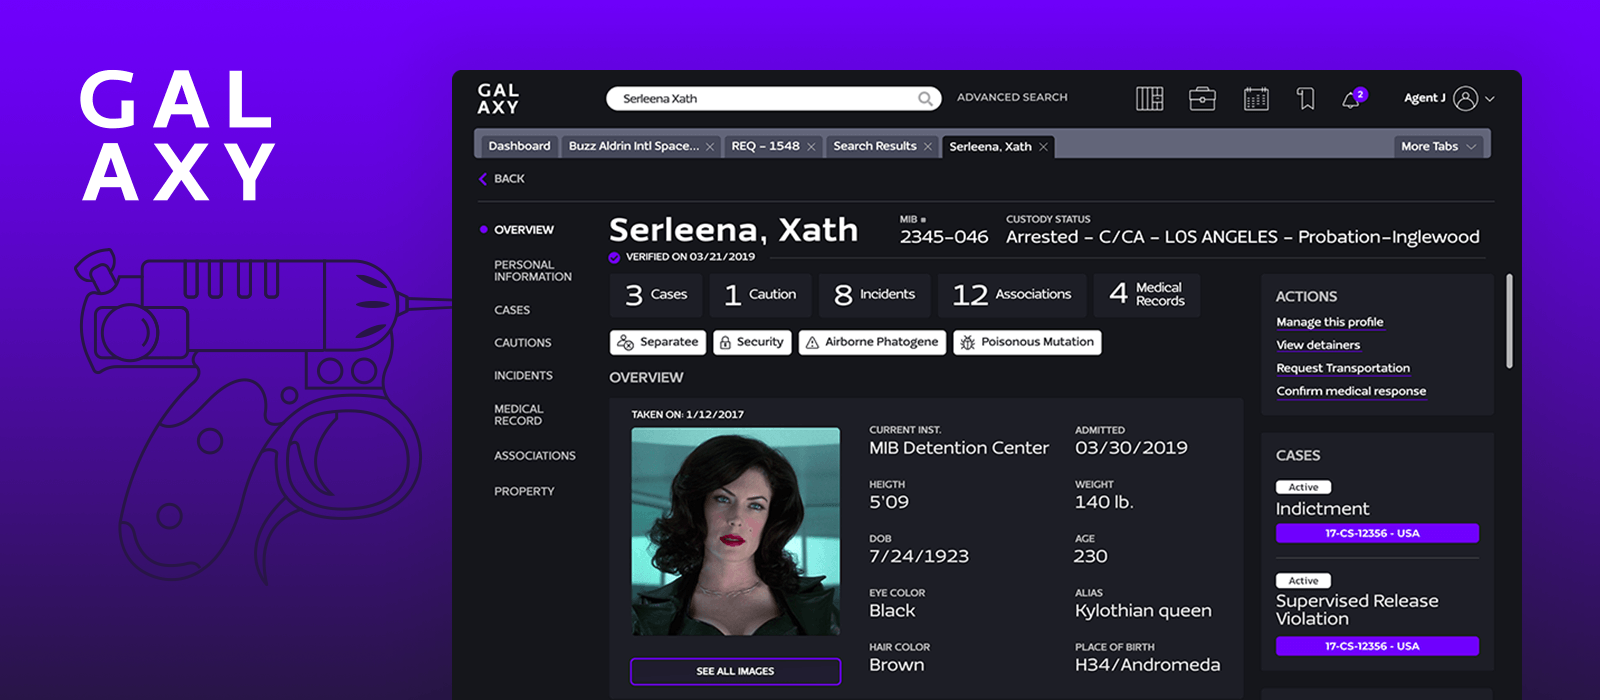 GAL
AXY
GAL
AXY
Serleena Xath
ADVANCED SEARCH
2
Agent J
Dashboard
Buzz Aldrin Intl Space...
REQ - 1548
Search Results
Serleena, Xath
More Tabs
BACK
OVERVIEW
PERSONAL
INFORMATION
CASES
CAUTIONS
INCIDENTS
MEDICAL
RECORD
ASSOCIATIONS
PROPERTY
Serleena, Xath
VERIFIED ON 03/21/2019
MIB
2345-046
CUSTODY STATUS
Arrested - C/CA - LOS ANGELES - Probation-Inglewood
3 Cases
1 Caution
8 Incidents
12 Associations
4 Medical
Records
Separatee
Security
Airborne Phatogene
Poisonous Mutation
OVERVIEW
TAKEN ON: 1/12/2017
SEE ALL IMAGES
CURRENT INST.
MIB Detention Center
ADMITTED
03/30/2019
HEIGTH
5'09
WEIGHT
140 lb.
DOB
7/24/1923
AGE
230
EYE COLOR
Black
ALIAS
Kylothian queen
HAIR COLOR
Brown
PLACE OF BIRTH
H34/Andromeda
ACTIONS
Manage this profile
View detainers
Request Transportation
Confirm medical response
CASES
Active
Indictment
17-CS-12356 - USA
Active
Supervised Release
Violation
17-CS-12356 - USA